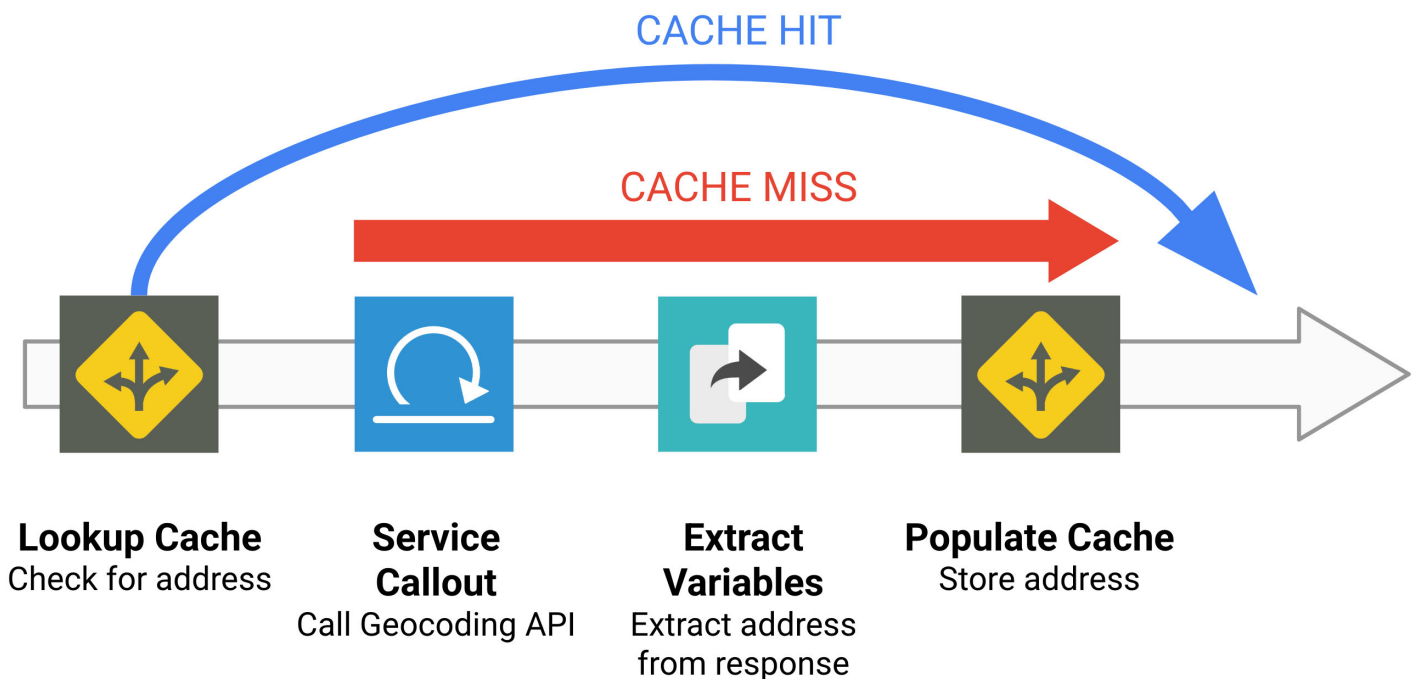 CACHE HIT
CACHE MISS
Lookup Cache
Check for address
Service
Callout
Call Geocoding API
Extract
Variables
Extract address
from response
Populate Cache
Store address